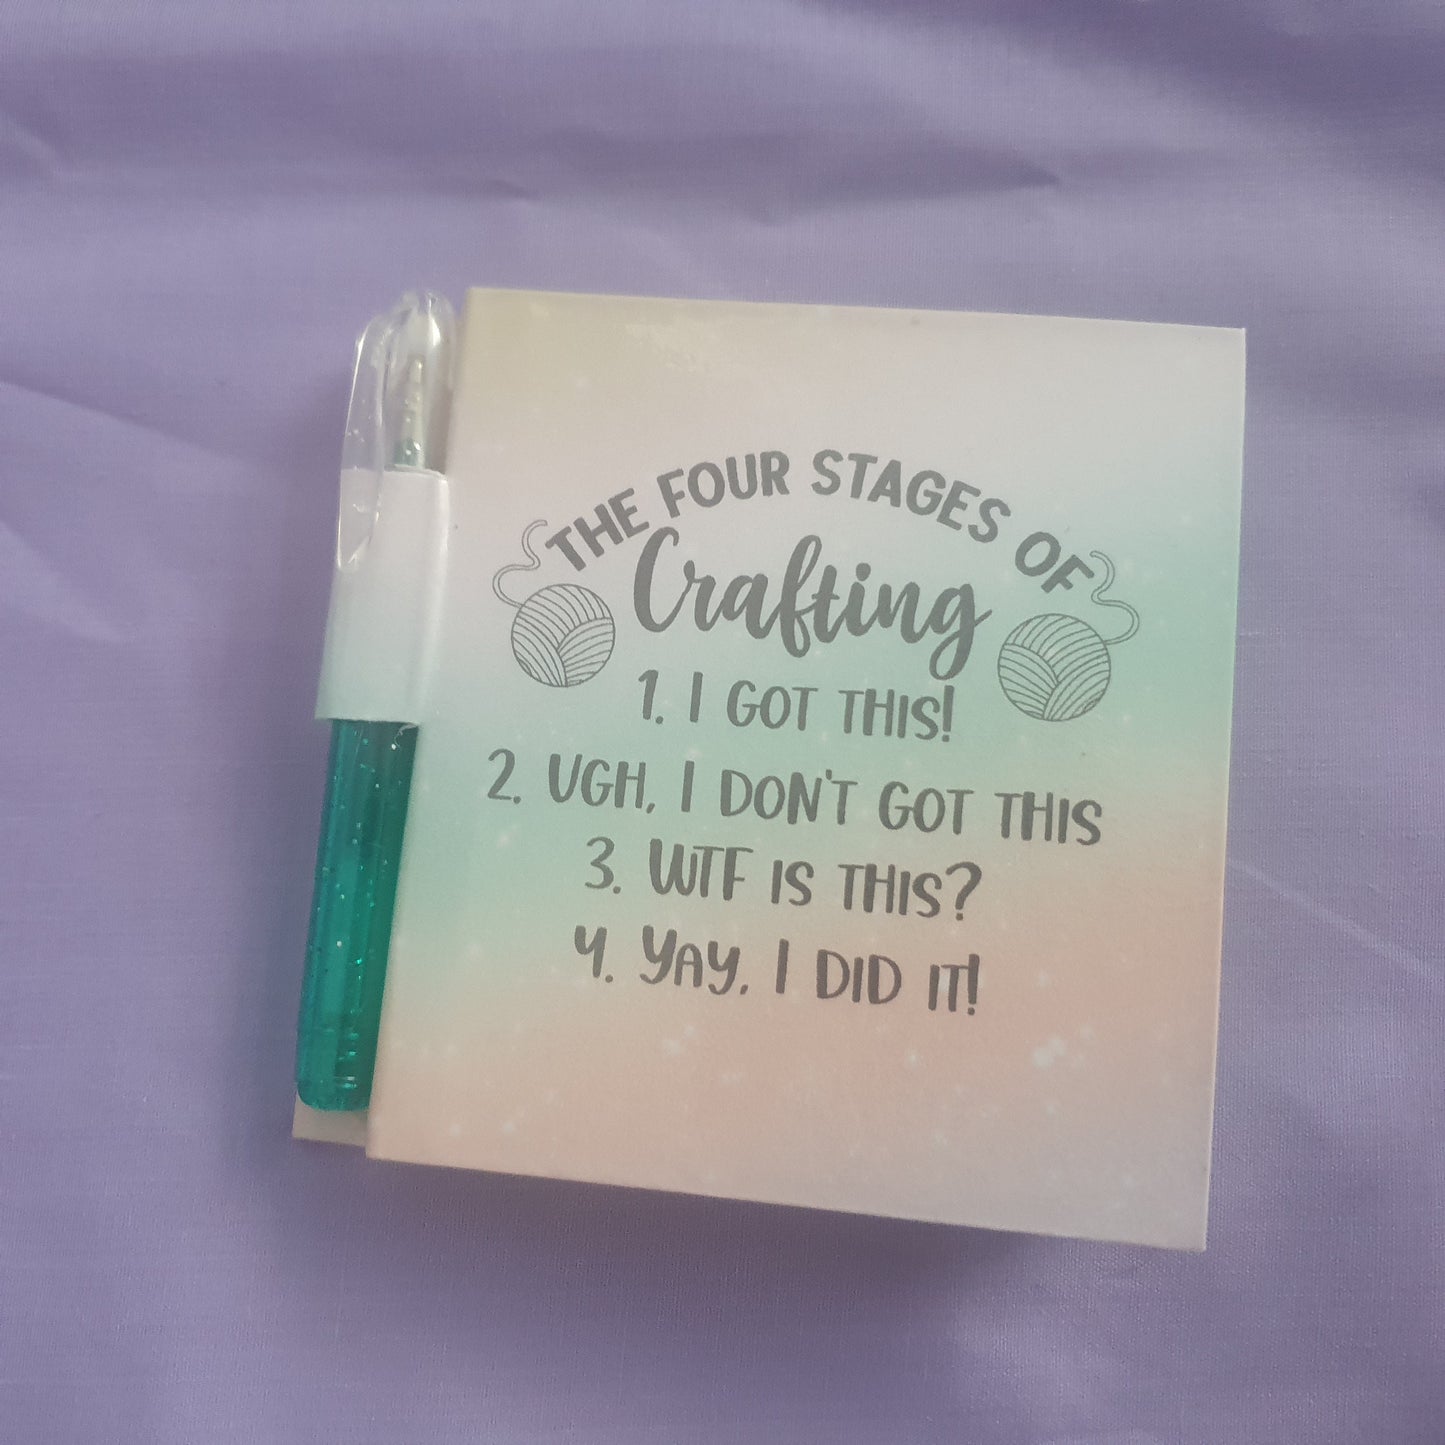 THE FOUR STAGES OF
Crafting
1. I GOT THIS!
2. UGH, I DON'T GOT THIS
3. WTF IS THIS?
4. YAY, I DID IT!